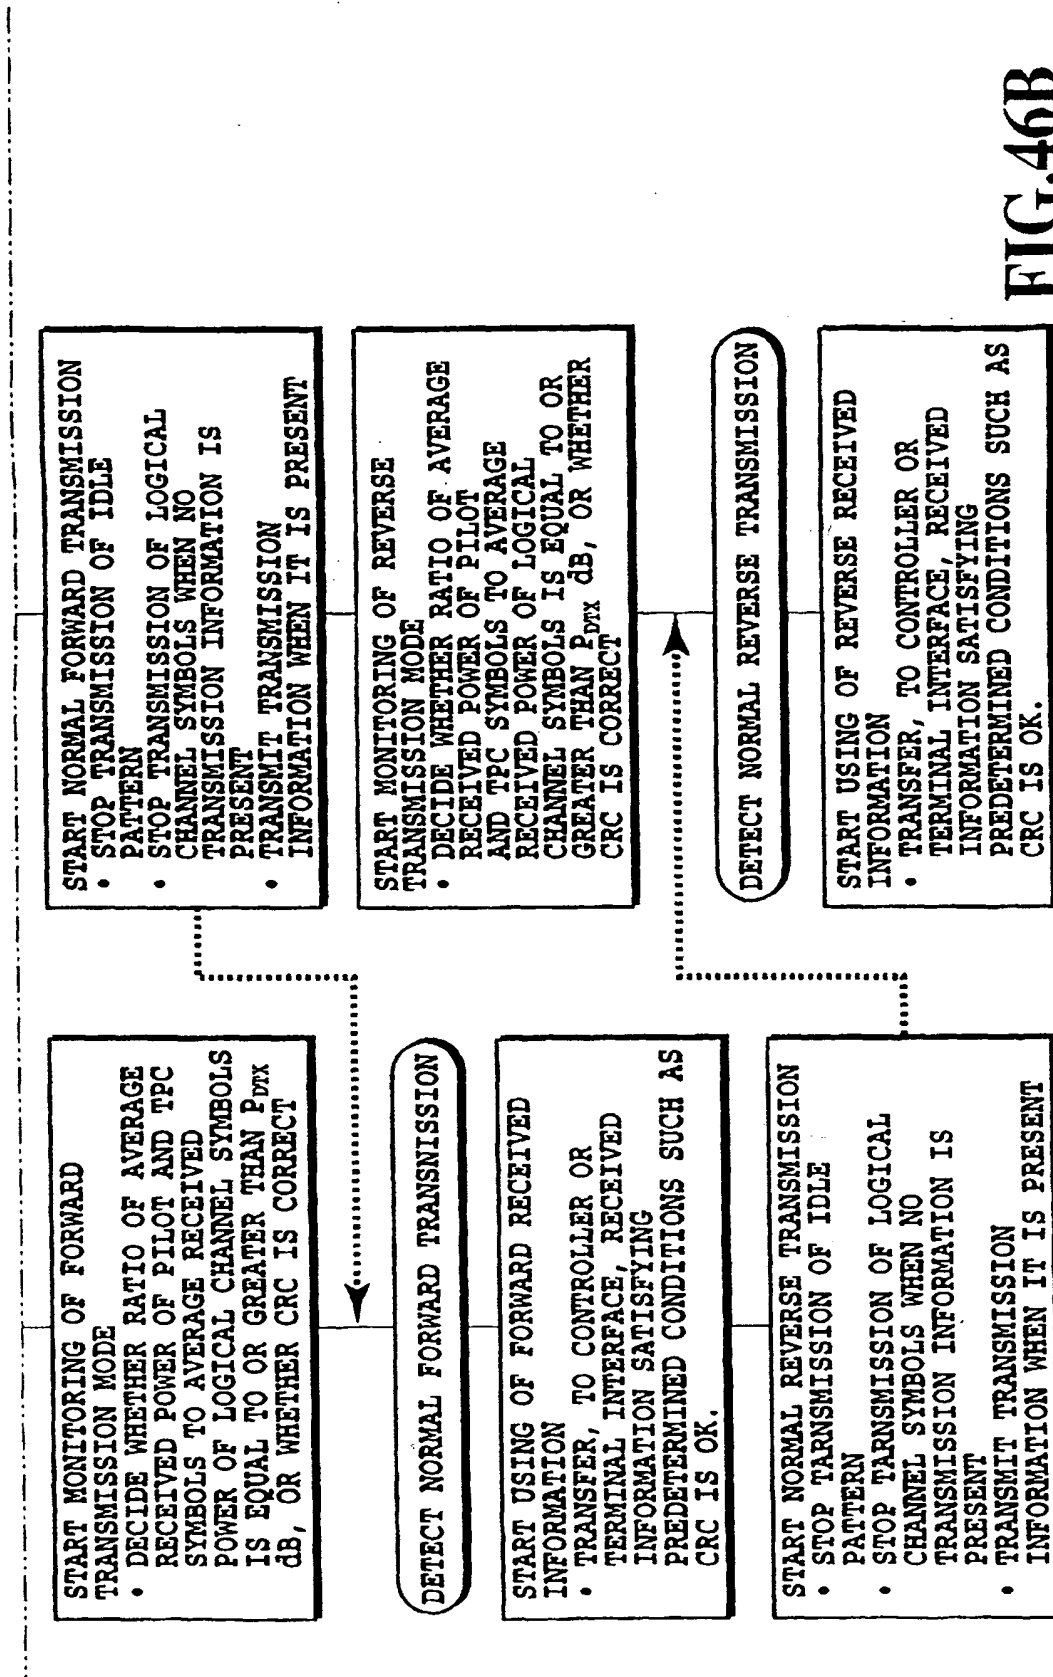 START MONITORING OF FORWARD
TRANSMISSION MODE
• DECIDE WHETHER RATIO OF AVERAGE
RECEIVED POWER OF PILOT AND TPC
SYMBOLS TO AVERAGE RECEIVED
POWER OF LOGICAL CHANNEL SYMBOLS
IS EQUAL TO OR GREATER THAN PDTX
dB, OR WHETHER CRC IS CORRECT
DETECT NORMAL FORWARD TRANSNISSION
START USING OF FORWARD RECEIVED
INFORMATION
• TRANSFER, TO CONTROLLER OR
TERMINAL INTERFACE, RECEIVED
INFORMATION SATISFYING
PREDETERMINED CONDITIONS SUCH AS
CRC IS OK.
START NORMAL REVERSE TRANSMISSION
• STOP TARNSMISSION OF IDLE
PATTERN
• STOP TARNSMISSION OF LOGICAL
CHANNEL SYMBOLS WHEN NO
TRANSMISSION INFORMATION IS
PRESENT
• TRANSMIT TRANSMISSION
INFORMATION WHEN IT IS PRESENT
START NORMAL FORWARD TRANSMISSION
• STOP TRANSMISSION OF IDLE
PATTERN
• STOP TRANSMISSION OF LOGICAL
CHANNEL SYMBOLS WHEN NO
TRANSMISSION INFORMATION IS
PRESENT
• TRANSMIT TRANSMISSION
INFORMATION WHEN IT IS PRESENT
START MONITORING OF REVERSE
TRANSMISSION MODE
• DECIDE WHETHER RATIO OF AVERAGE
RECEIVED POWER OF PILOT
AND TPC SYMBOLS TO AVERAGE
RECEIVED POWER OF LOGICAL
CHANNEL SYMBOLS IS EQUAL TO OR
GREATER THAN PDTX dB, OR WHETHER
CRC IS CORRECT
DETECT NORMAL REVERSE TRANSMISSION
START USING OF REVERSE RECEIVED
INFORMATION
• TRANSFER, TO CONTROLLER OR
TERMINAL INTERFACE, RECEIVED
INFORMATION SATISFYING
PREDETERMINED CONDITIONS SUCH AS
CRC IS OK.
FIG.46B